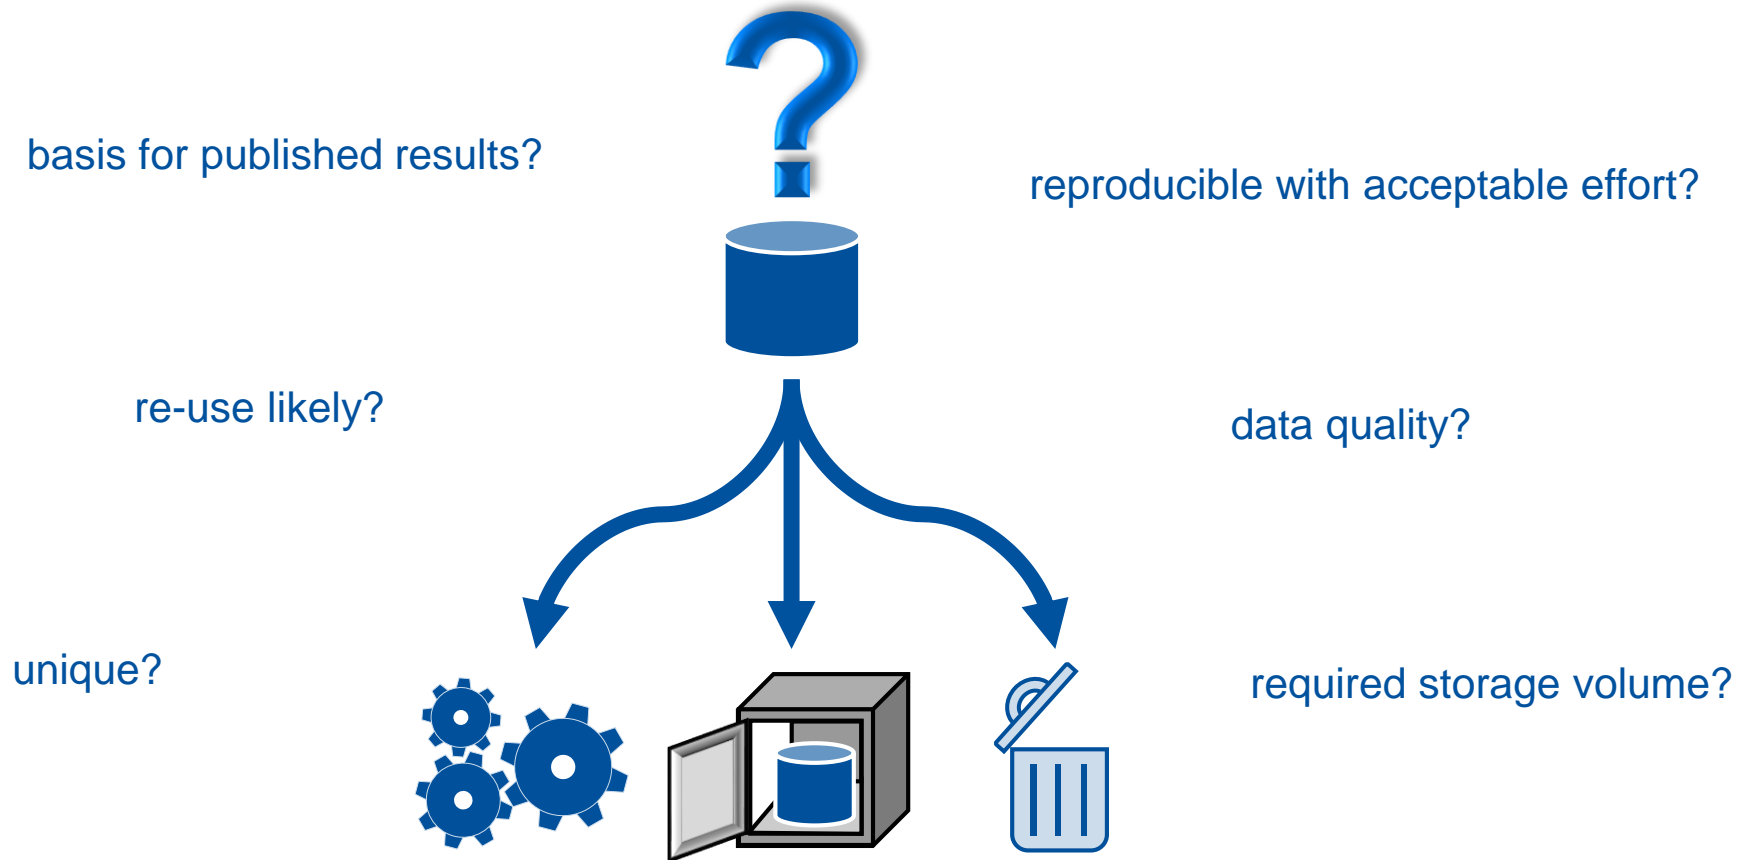 ?
basis for published results?
reproducible with acceptable effort?
re-use likely?
data quality?
unique?
required storage volume?